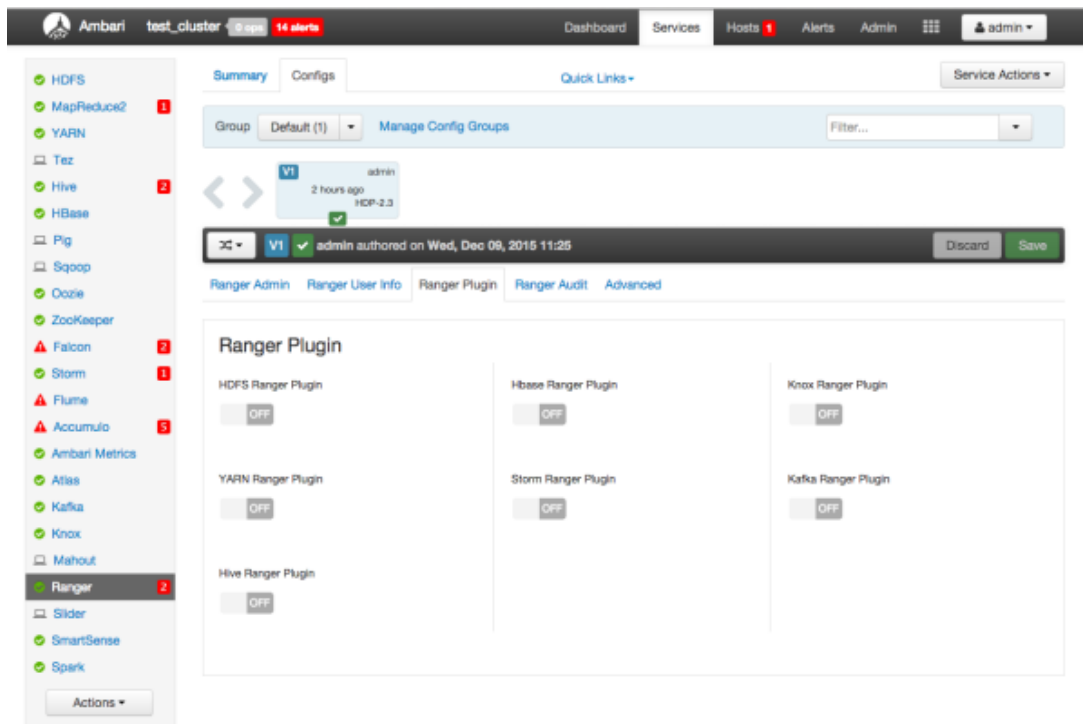 Ambari test_cluster 0 ops 14 alerts Dashboard Services Hosts 1 Alerts Admin admin
HDFS
MapReduce2 1
YARN
Tez
Hive 2
HBase
Pig
Sqoop
Oozie
ZooKeeper
Falcon 2
Storm 1
Flume
Accumulo 5
Ambari Metrics
Atlas
Kafka
Knox
Mahout
Ranger 2
Slider
SmartSense
Spark
Actions
Summary Configs Quick Links Service Actions
Group Default (1) Manage Config Groups Filter...
V1 admin
2 hours ago
HDP-2.3
V1 admin authored on Wed, Dec 09, 2015 11:25 Discard Save
Ranger Admin Ranger User Info Ranger Plugin Ranger Audit Advanced
Ranger Plugin
HDFS Ranger Plugin Hbase Ranger Plugin Knox Ranger Plugin
OFF OFF OFF
YARN Ranger Plugin Storm Ranger Plugin Kafka Ranger Plugin
OFF OFF OFF
Hive Ranger Plugin
OFF